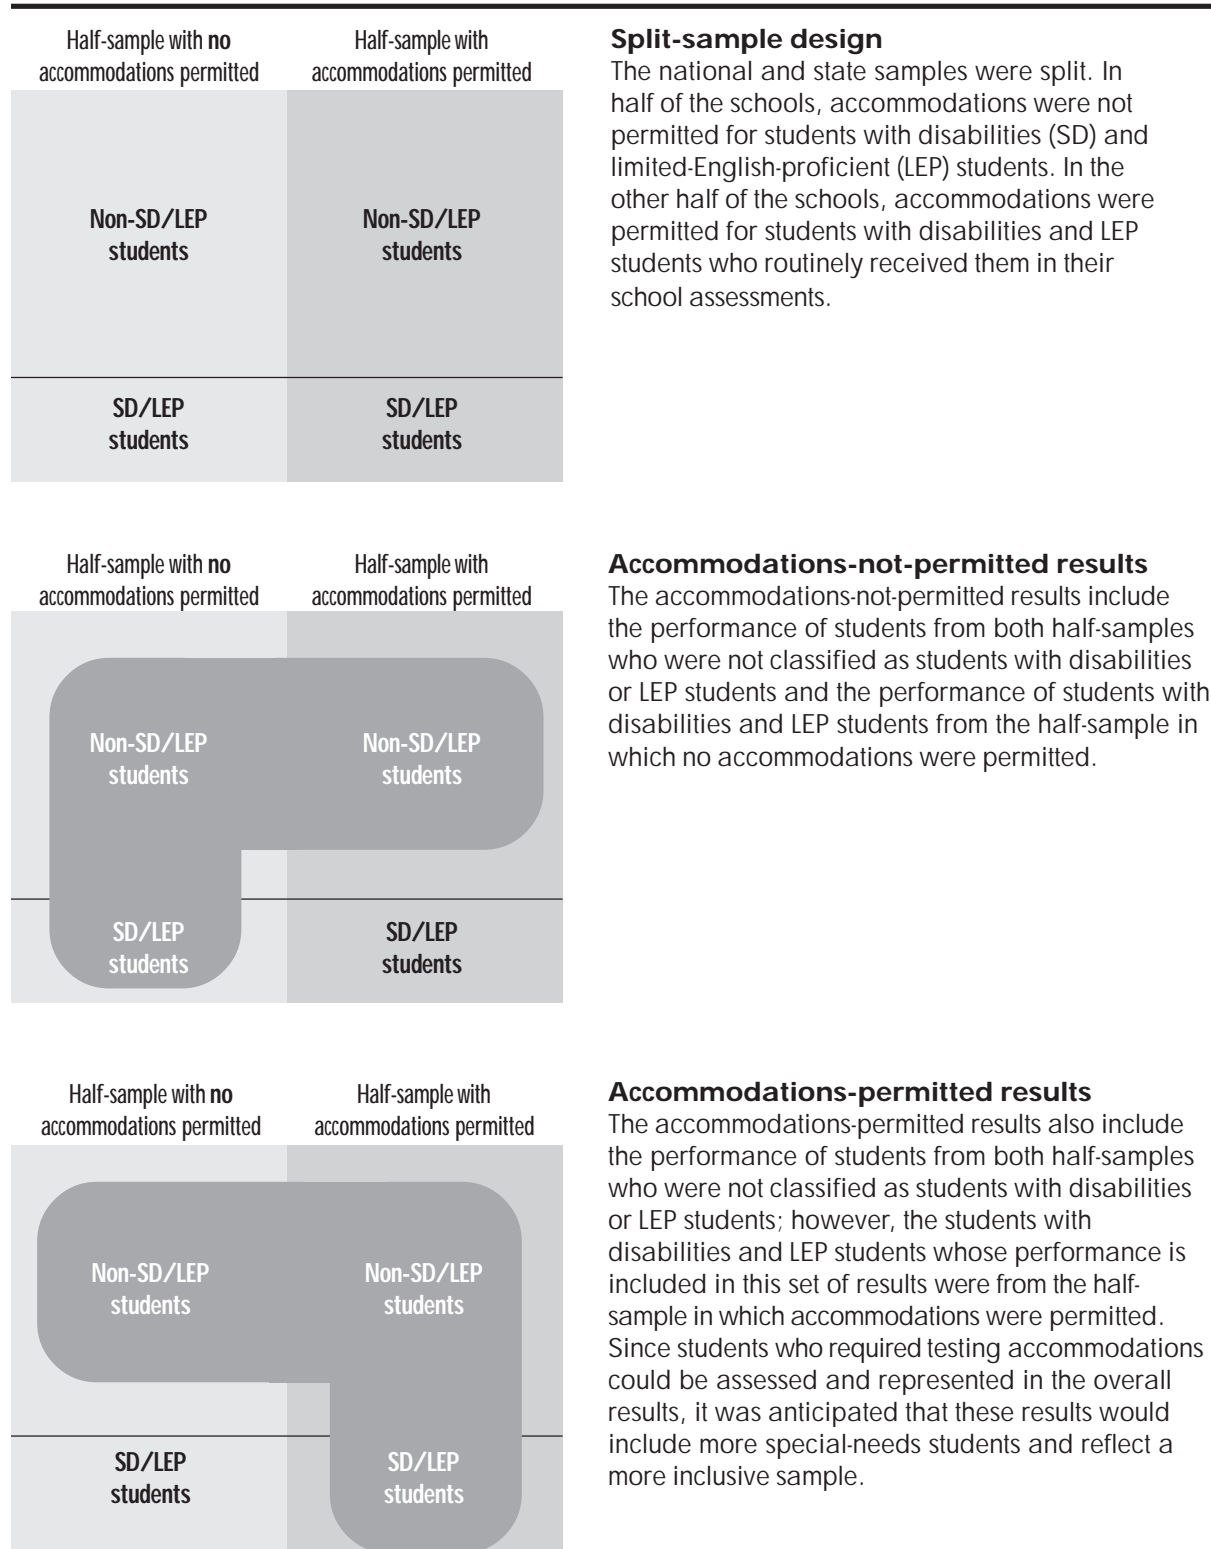 Half-sample with no
accommodations permitted
Half-sample with
accommodations permitted
Non-SD/LEP
students
Non-SD/LEP
students
SD/LEP
students
SD/LEP
students
Split-sample design
The national and state samples were split. In
half of the schools, accommodations were not
permitted for students with disabilities (SD) and
limited-English-proficient (LEP) students. In the
other half of the schools, accommodations were
permitted for students with disabilities and LEP
students who routinely received them in their
school assessments.
Half-sample with no
accommodations permitted
Half-sample with
accommodations permitted
Non-SD/LEP
students
Non-SD/LEP
students
SD/LEP
students
SD/LEP
students
Accommodations-not-permitted results
The accommodations-not-permitted results include
the performance of students from both half-samples
who were not classified as students with disabilities
or LEP students and the performance of students with
disabilities and LEP students from the half-sample in
which no accommodations were permitted.
Half-sample with no
accommodations permitted
Half-sample with
accommodations permitted
Non-SD/LEP
students
Non-SD/LEP
students
SD/LEP
students
SD/LEP
students
Accommodations-permitted results
The accommodations-permitted results also include
the performance of students from both half-samples
who were not classified as students with disabilities
or LEP students; however, the students with
disabilities and LEP students whose performance is
included in this set of results were from the half-
sample in which accommodations were permitted.
Since students who required testing accommodations
could be assessed and represented in the overall
results, it was anticipated that these results would
include more special-needs students and reflect a
more inclusive sample.